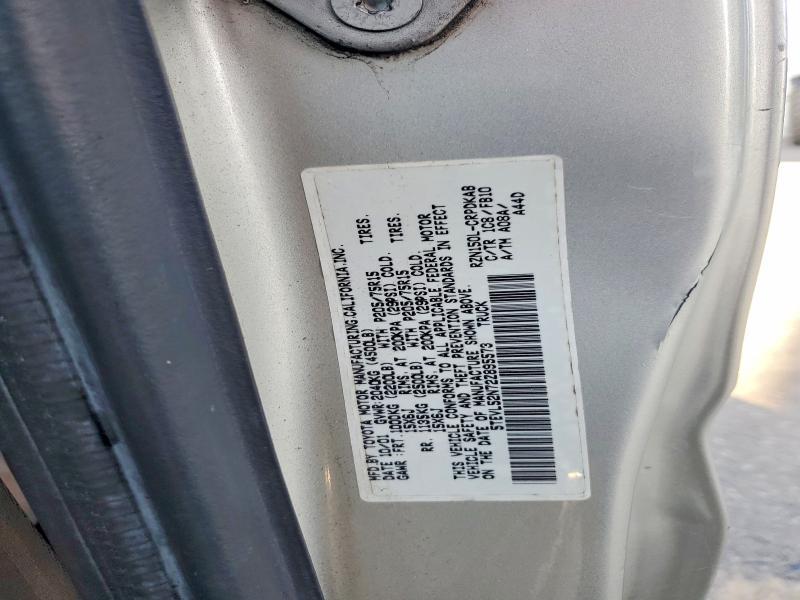 MFD.BY TOYOTA MOTOR MANUFACTURING,CALIFORNIA.INC.
DATE 10/01 GVWR:2040KG (4500LB)
GAWR: FRT.1000KG (2200LB) WITH P205/75R15 TIRES.
15X6J RIMS. AT 200KPA (29PSI) COLD.
RR. 1135KG (2500LB) WITH P205/75R15 TIRES.
15X6J RIMS. AT 200KPA (29PSI) COLD.
THIS VEHICLE CONFORMS TO ALL APPLICABLE FEDERAL MOTOR
VEHICLE SAFETY AND THEFT PREVENTION STANDARDS IN EFFECT
ON THE DATE OF MANUFACTURE SHOWN ABOVE.
5TEVL52N72Z895573 TRUCK
RZN150L-CRPDKAB
C/TR 1C8/FB10
A/TM A08A/
A44D